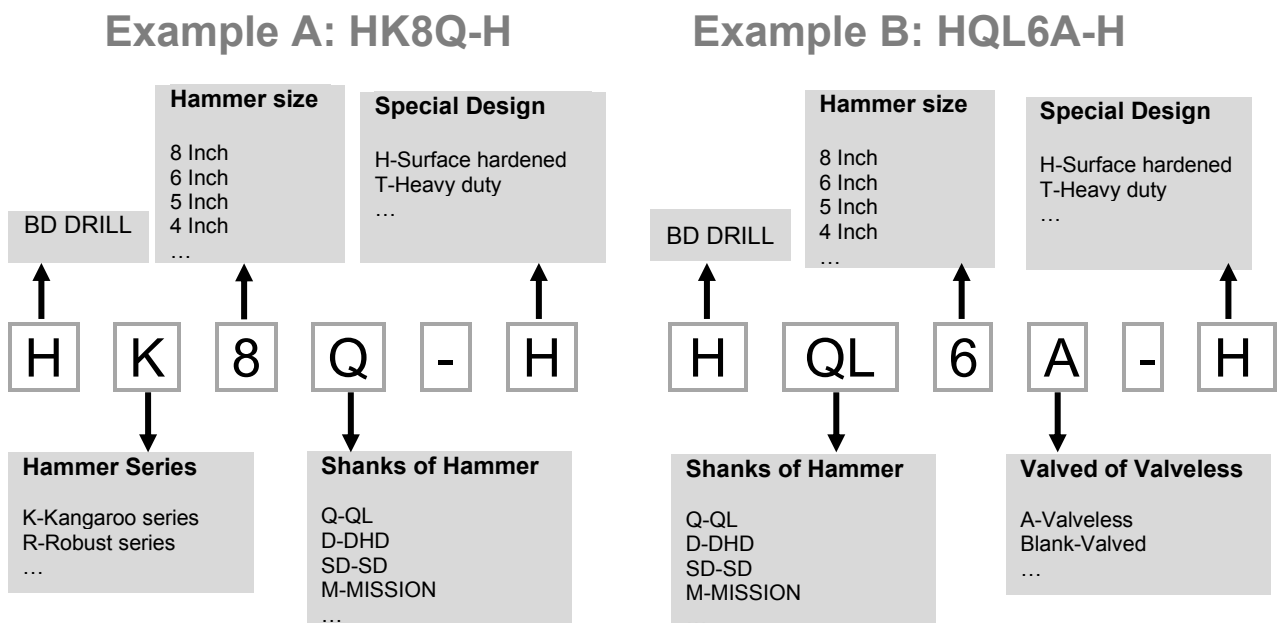 Example A: HK8Q-H
Hammer size
8 Inch
6 Inch
5 Inch
4 Inch
…
Special Design
H-Surface hardened
T-Heavy duty
…
BD DRILL
H K 8 Q - H
Hammer Series
K-Kangaroo series
R-Robust series
…
Shanks of Hammer
Q-QL
D-DHD
SD-SD
M-MISSION
…
Example B: HQL6A-H
Hammer size
8 Inch
6 Inch
5 Inch
4 Inch
…
Special Design
H-Surface hardened
T-Heavy duty
…
BD DRILL
H QL 6 A - H
Shanks of Hammer
Q-QL
D-DHD
SD-SD
M-MISSION
Valved of Valveless
A-Valveless
Blank-Valved
…